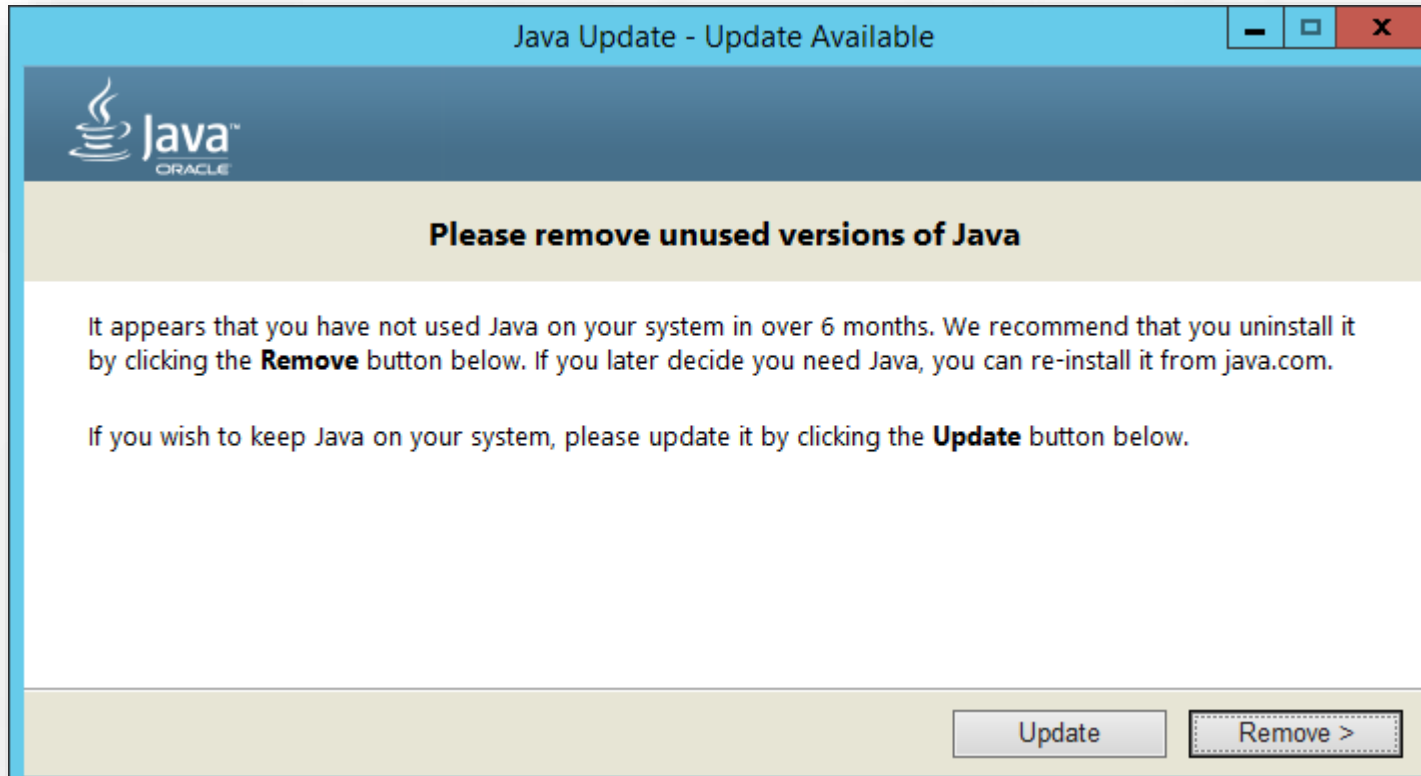 Java Update - Update Available
Java™
ORACLE
Please remove unused versions of Java
It appears that you have not used Java on your system in over 6 months. We recommend that you uninstall it
by clicking the Remove button below. If you later decide you need Java, you can re-install it from java.com.
If you wish to keep Java on your system, please update it by clicking the Update button below.
Update
Remove >